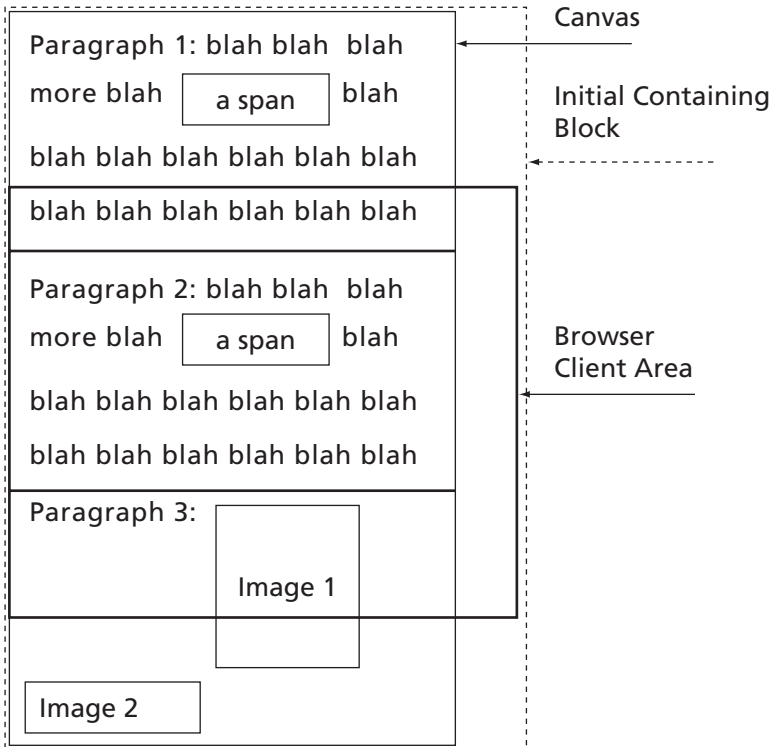 Paragraph 1: blah blah blah
more blah a span blah
blah blah blah blah blah blah
blah blah blah blah blah blah
Paragraph 2: blah blah blah
more blah a span blah
blah blah blah blah blah blah
blah blah blah blah blah blah
Paragraph 3:
Image 1
Image 2
Canvas
Initial Containing
Block
Browser
Client Area